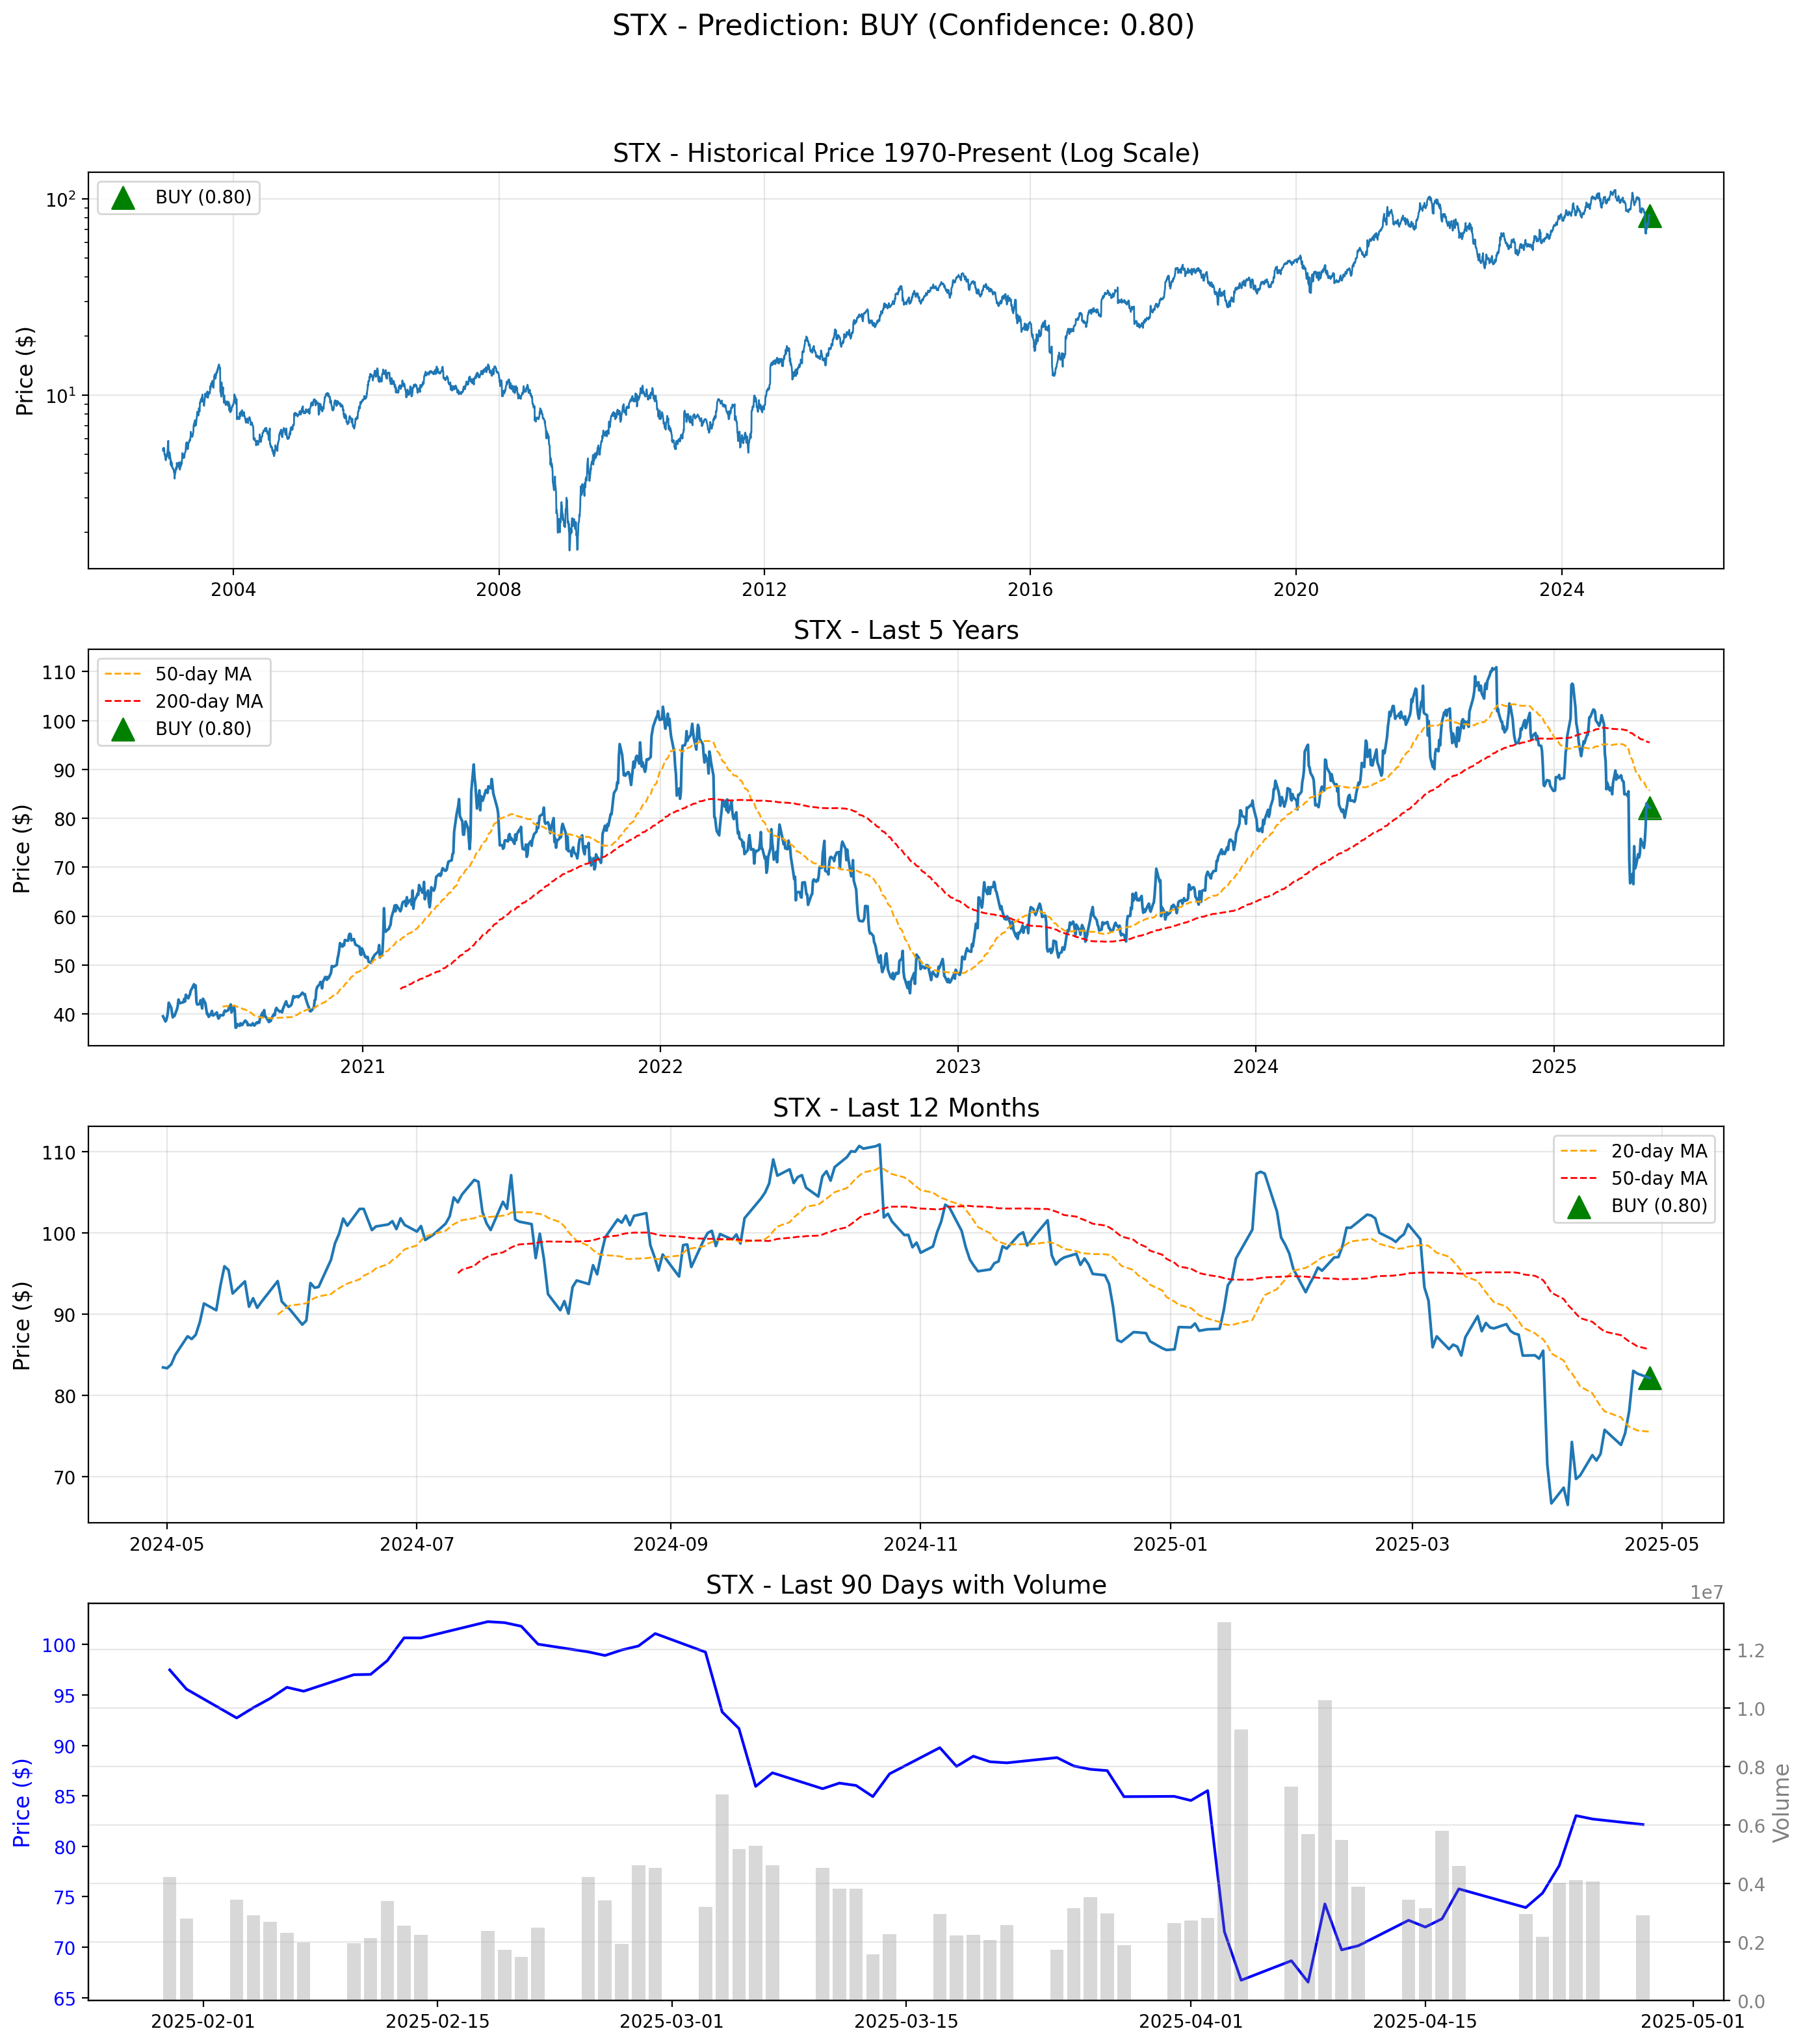 STX - Prediction: BUY (Confidence: 0.80)
STX - Historical Price 1970-Present (Log Scale)
BUY (0.80)
10²
10¹
Price ($)
2004 2008 2012 2016 2020 2024
STX - Last 5 Years
50-day MA
200-day MA
BUY (0.80)
110
100
90
80
70
60
50
40
Price ($)
2021 2022 2023 2024 2025
STX - Last 12 Months
20-day MA
50-day MA
BUY (0.80)
110
100
90
80
70
Price ($)
2024-05 2024-07 2024-09 2024-11 2025-01 2025-03 2025-05
STX - Last 90 Days with Volume
1e7
100
95
90
85
80
75
70
65
Price ($)
1.2
1.0
0.8
0.6
0.4
0.2
0.0
Volume
2025-02-01 2025-02-15 2025-03-01 2025-03-15 2025-04-01 2025-04-15 2025-05-01